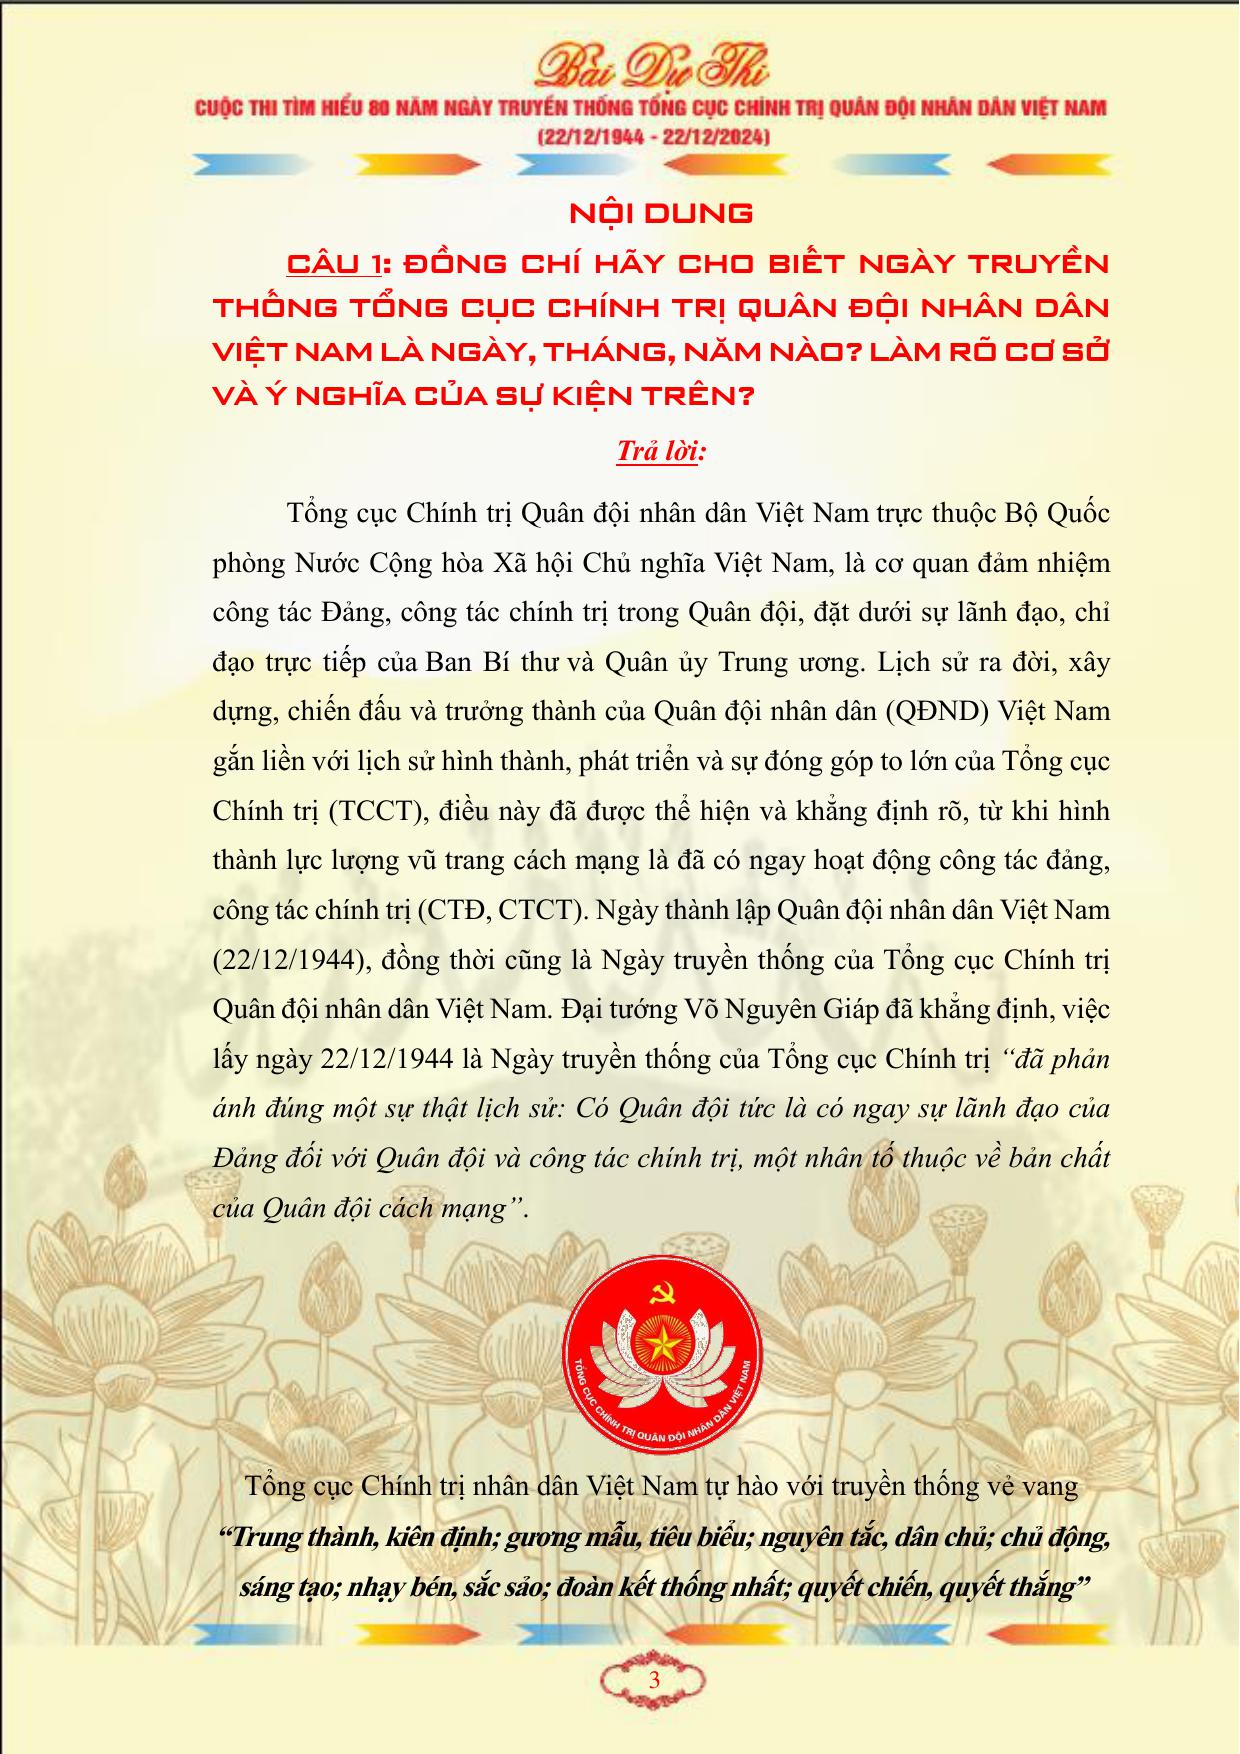 Bài Dự Thi
CUỘC THI TÌM HIỂU 80 NĂM NGÀY TRUYỀN THỐNG TỔNG CỤC CHÍNH TRỊ QUÂN ĐỘI NHÂN DÂN VIỆT NAM
(22/12/1944 - 22/12/2024)
NỘI DUNG
CÂU 1: ĐỒNG CHÍ HÃY CHO BIẾT NGÀY TRUYỀN
THỐNG TỔNG CỤC CHÍNH TRỊ QUÂN ĐỘI NHÂN DÂN
VIỆT NAM LÀ NGÀY, THÁNG, NĂM NÀO? LÀM RÕ CƠ SỞ
VÀ Ý NGHĨA CỦA SỰ KIỆN TRÊN?
Trả lời:
Tổng cục Chính trị Quân đội nhân dân Việt Nam trực thuộc Bộ Quốc
phòng Nước Cộng hòa Xã hội Chủ nghĩa Việt Nam, là cơ quan đảm nhiệm
công tác Đảng, công tác chính trị trong Quân đội, đặt dưới sự lãnh đạo, chỉ
đạo trực tiếp của Ban Bí thư và Quân ủy Trung ương. Lịch sử ra đời, xây
dựng, chiến đấu và trưởng thành của Quân đội nhân dân (QĐND) Việt Nam
gắn liền với lịch sử hình thành, phát triển và sự đóng góp to lớn của Tổng cục
Chính trị (TCCT), điều này đã được thể hiện và khẳng định rõ, từ khi hình
thành lực lượng vũ trang cách mạng là đã có ngay hoạt động công tác đảng,
công tác chính trị (CTĐ, CTCT). Ngày thành lập Quân đội nhân dân Việt Nam
(22/12/1944), đồng thời cũng là Ngày truyền thống của Tổng cục Chính trị
Quân đội nhân dân Việt Nam. Đại tướng Võ Nguyên Giáp đã khẳng định, việc
lấy ngày 22/12/1944 là Ngày truyền thống của Tổng cục Chính trị “đã phản
ánh đúng một sự thật lịch sử: Có Quân đội tức là có ngay sự lãnh đạo của
Đảng đối với Quân đội và công tác chính trị, một nhân tố thuộc về bản chất
của Quân đội cách mạng”.
TỔNG CỤC CHÍNH TRỊ QUÂN ĐỘI NHÂN DÂN VIỆT NAM
Tổng cục Chính trị nhân dân Việt Nam tự hào với truyền thống vẻ vang
“Trung thành, kiên định; gương mẫu, tiêu biểu; nguyên tắc, dân chủ; chủ động,
sáng tạo; nhạy bén, sắc sảo; đoàn kết thống nhất; quyết chiến, quyết thắng”
3